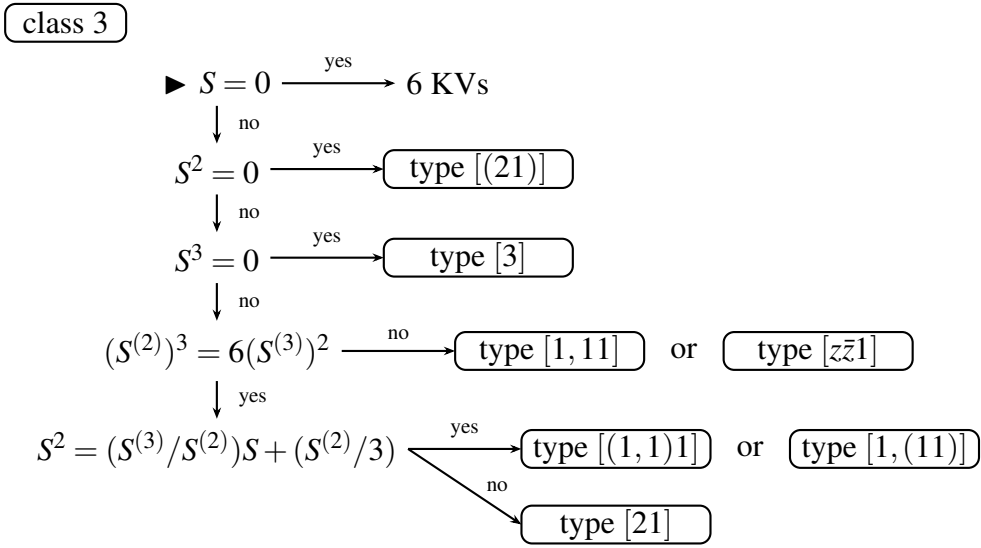 class 3
▶ S = 0 yes 6 KVs
no
S² = 0 yes type [(21)]
no
S³ = 0 yes type [3]
no
(S⁽²⁾)³ = 6(S⁽³⁾)² no type [1, 11] or type [zz̄1]
yes
S² = (S⁽³⁾/S⁽²⁾)S + (S⁽²⁾/3) yes type [(1, 1)1] or type [1, (11)]
no
type [21]